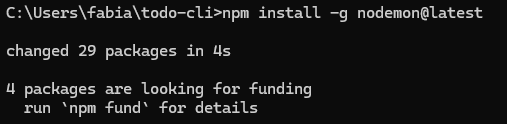 C:\Users\fabia\todo-cli>npm install -g nodemon@latest
changed 29 packages in 4s
4 packages are looking for funding
  run `npm fund` for details